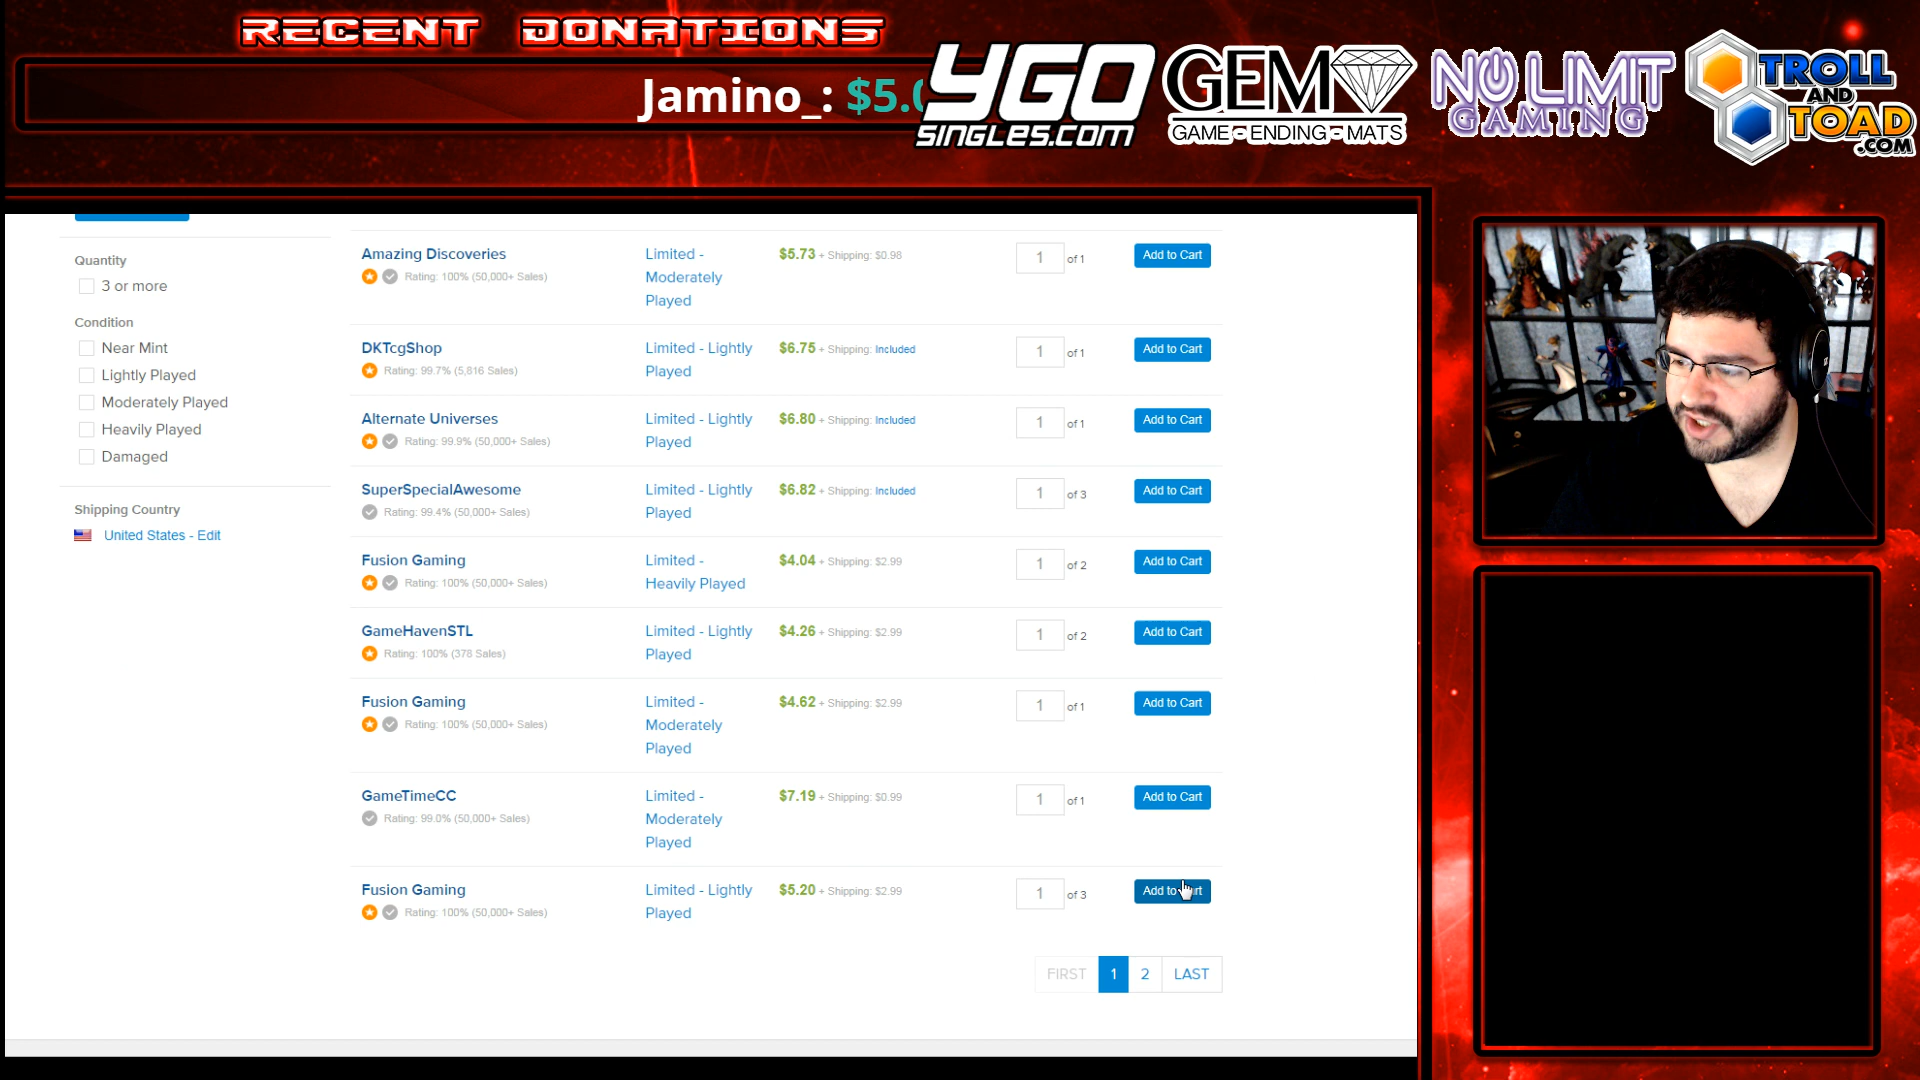 RECENT DONATIONS
Jamino_: $5.0
YGO
SINGLES.COM
GEM
GAME-ENDING-MATS
NO LIMIT
GAMING
TROLL
AND
TOAD
.COM
Quantity
3 or more
Condition
Near Mint
Lightly Played
Moderately Played
Heavily Played
Damaged
Shipping Country
United States - Edit
Amazing Discoveries
Rating: 100% (50,000+ Sales)
Limited -
Moderately
Played
$5.73 + Shipping: $0.98
1 of 1
Add to Cart
DKTcgShop
Rating: 99.7% (5,816 Sales)
Limited - Lightly
Played
$6.75 + Shipping: Included
1 of 1
Add to Cart
Alternate Universes
Rating: 99.9% (50,000+ Sales)
Limited - Lightly
Played
$6.80 + Shipping: Included
1 of 1
Add to Cart
SuperSpecialAwesome
Rating: 99.4% (50,000+ Sales)
Limited - Lightly
Played
$6.82 + Shipping: Included
1 of 3
Add to Cart
Fusion Gaming
Rating: 100% (50,000+ Sales)
Limited -
Heavily Played
$4.04 + Shipping: $2.99
1 of 2
Add to Cart
GameHavenSTL
Rating: 100% (378 Sales)
Limited - Lightly
Played
$4.26 + Shipping: $2.99
1 of 2
Add to Cart
Fusion Gaming
Rating: 100% (50,000+ Sales)
Limited -
Moderately
Played
$4.62 + Shipping: $2.99
1 of 1
Add to Cart
GameTimeCC
Rating: 99.0% (50,000+ Sales)
Limited -
Moderately
Played
$7.19 + Shipping: $0.99
1 of 1
Add to Cart
Fusion Gaming
Rating: 100% (50,000+ Sales)
Limited - Lightly
Played
$5.20 + Shipping: $2.99
1 of 3
Add to Cart
FIRST 1 2 LAST